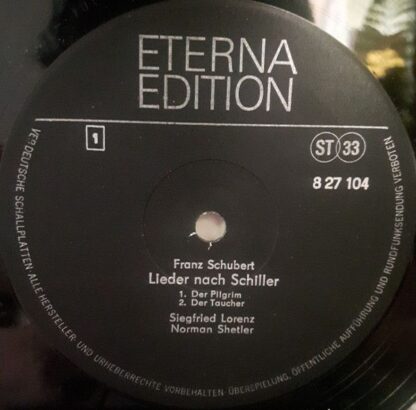 ETERNA
EDITION
1
ST 33
8 27 104
Franz Schubert
Lieder nach Schiller
1. Der Pilgrim
2. Der Taucher
Siegfried Lorenz
Norman Shetler
VEB DEUTSCHE SCHALLPLATTEN · ALLE HERSTELLER- UND URHEBERRECHTE VORBEHALTEN · ÜBERSPIELUNG, ÖFFENTLICHE AUFFÜHRUNG UND RUNDFUNKSENDUNG VERBOTEN